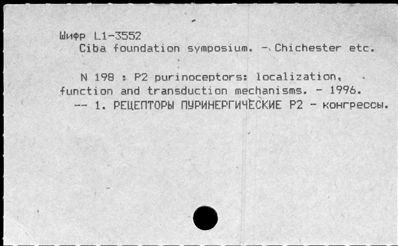 Шифр L1-3552
Ciba foundation symposium. - Chichester etc.
N 198 : P2 purinoceptors: localization,
function and transduction mechanisms. - 1996.
-- 1. РЕЦЕПТОРЫ ПУРИНЕРГИЧЕСКИЕ P2 - конгрессы.